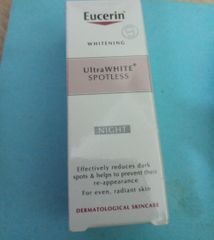 Eucerin
WHITENING
UltraWHITE+
SPOTLESS
NIGHT
Effectively reduces dark
spots & helps to prevent their
re-appearance
For even, radiant skin
DERMATOLOGICAL SKINCARE